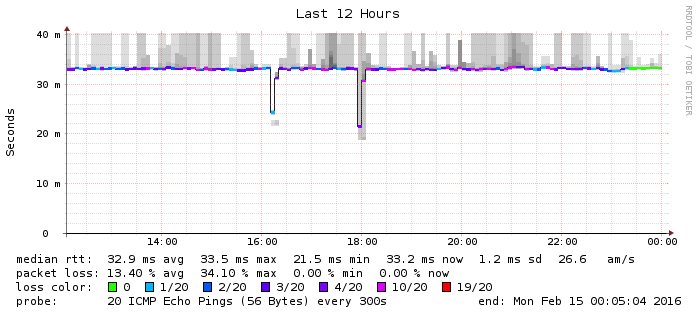 Last 12 Hours
RRDTOOL / TOBI OETIKER
Seconds
40 m
30 m
20 m
10 m
0
14:00 16:00 18:00 20:00 22:00 00:00
median rtt: 32.9 ms avg 33.5 ms max 21.5 ms min 33.2 ms now 1.2 ms sd 26.6 am/s
packet loss: 13.40 % avg 34.10 % max 0.00 % min 0.00 % now
loss color: 0 1/20 2/20 3/20 4/20 10/20 19/20
probe: 20 ICMP Echo Pings (56 Bytes) every 300s end: Mon Feb 15 00:05:04 2016